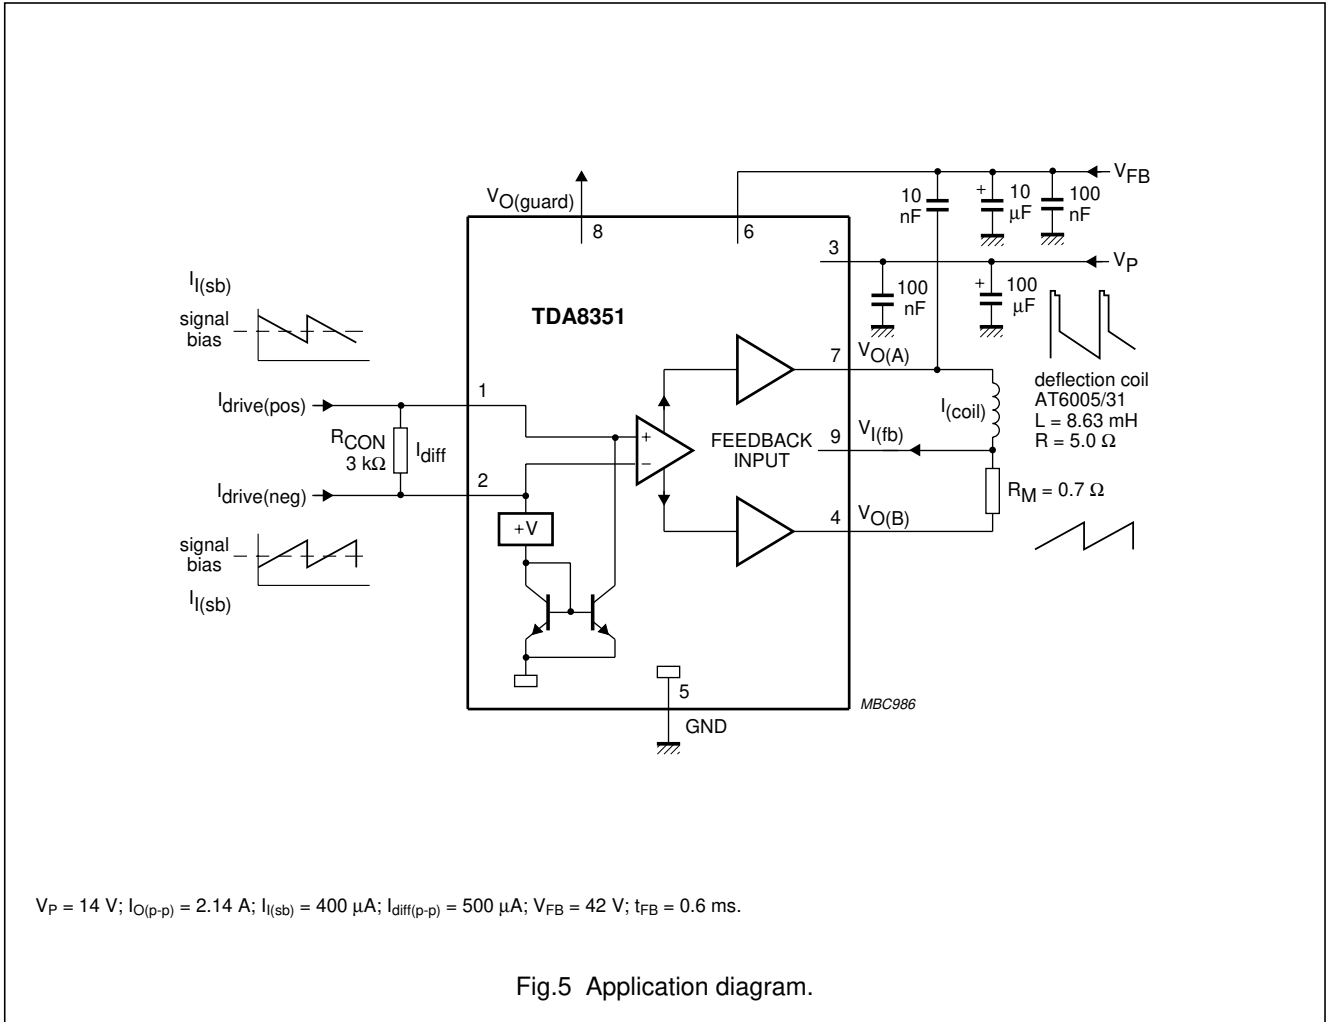 V_FB
10 nF
+ 10 μF
100 nF
V_O(guard)
8
6
3
V_P
100 nF
+ 100 μF
I_I(sb)
signal bias
TDA8351
7
V_O(A)
deflection coil
AT6005/31
L = 8.63 mH
R = 5.0 Ω
I_(coil)
1
I_drive(pos)
R_CON
3 kΩ
I_diff
+
−
FEEDBACK
INPUT
9
V_I(fb)
2
I_drive(neg)
R_M = 0.7 Ω
+V
4
V_O(B)
signal bias
I_I(sb)
5
GND
MBC986
V_P = 14 V; I_O(p-p) = 2.14 A; I_I(sb) = 400 μA; I_diff(p-p) = 500 μA; V_FB = 42 V; t_FB = 0.6 ms.
Fig.5 Application diagram.